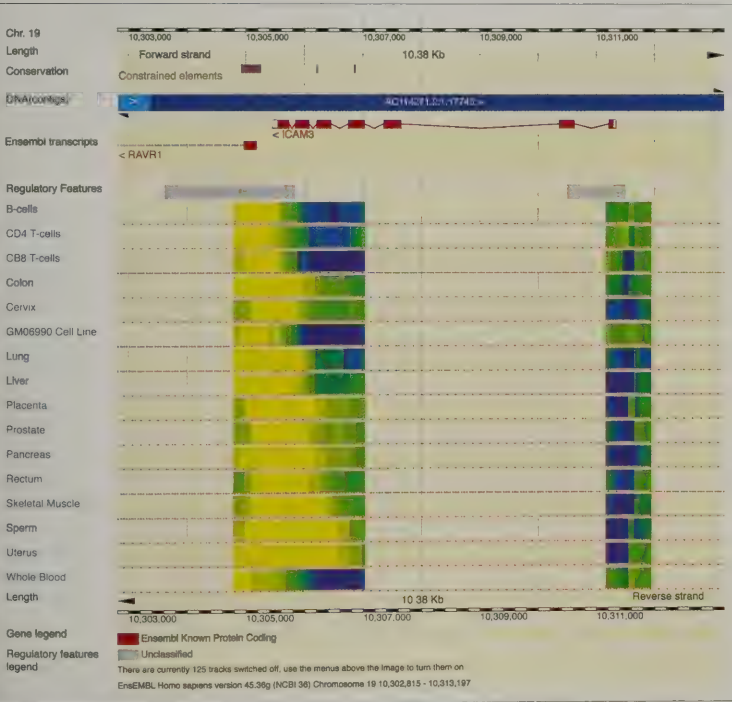 Chr. 19
10,303,000 10,305,000 10,307,000 10,309,000 10,311,000
Length
Forward strand 10.38 Kb
Conservation
Constrained elements
DNA(contigs)
Ensembl transcripts
< ICAM3
< RAVR1
Regulatory Features
B-cells
CD4 T-cells
CB8 T-cells
Colon
Cervix
GM06990 Cell Line
Lung
Liver
Placenta
Prostate
Pancreas
Rectum
Skeletal Muscle
Sperm
Uterus
Whole Blood
Length 10.38 Kb Reverse strand
10,303,000 10,305,000 10,307,000 10,309,000 10,311,000
Gene legend
Ensembl Known Protein Coding
Regulatory features legend
Unclassified
There are currently 125 tracks switched off, use the menus above the image to turn them on
EnsEMBL Homo sapiens version 45.36g (NCBI 36) Chromosome 19 10,302,815 - 10,313,197